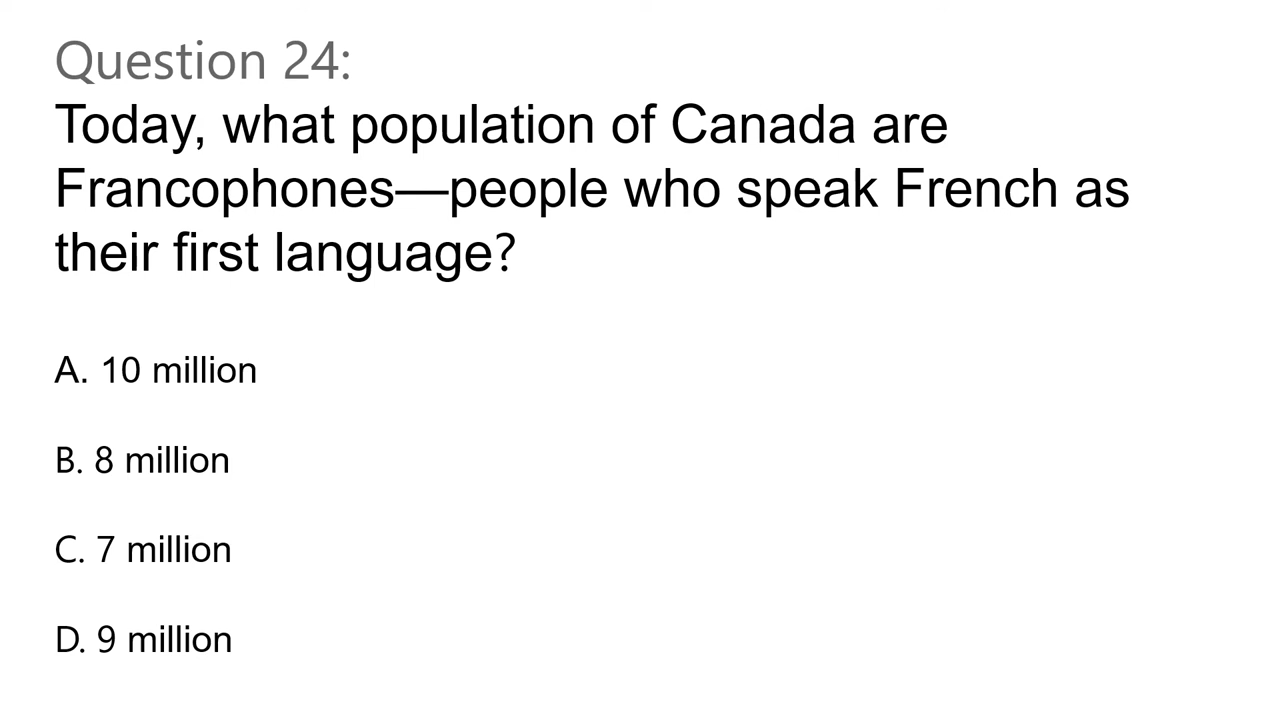 Question 24:
Today, what population of Canada are
Francophones—people who speak French as
their first language?
A. 10 million
B. 8 million
C. 7 million
D. 9 million